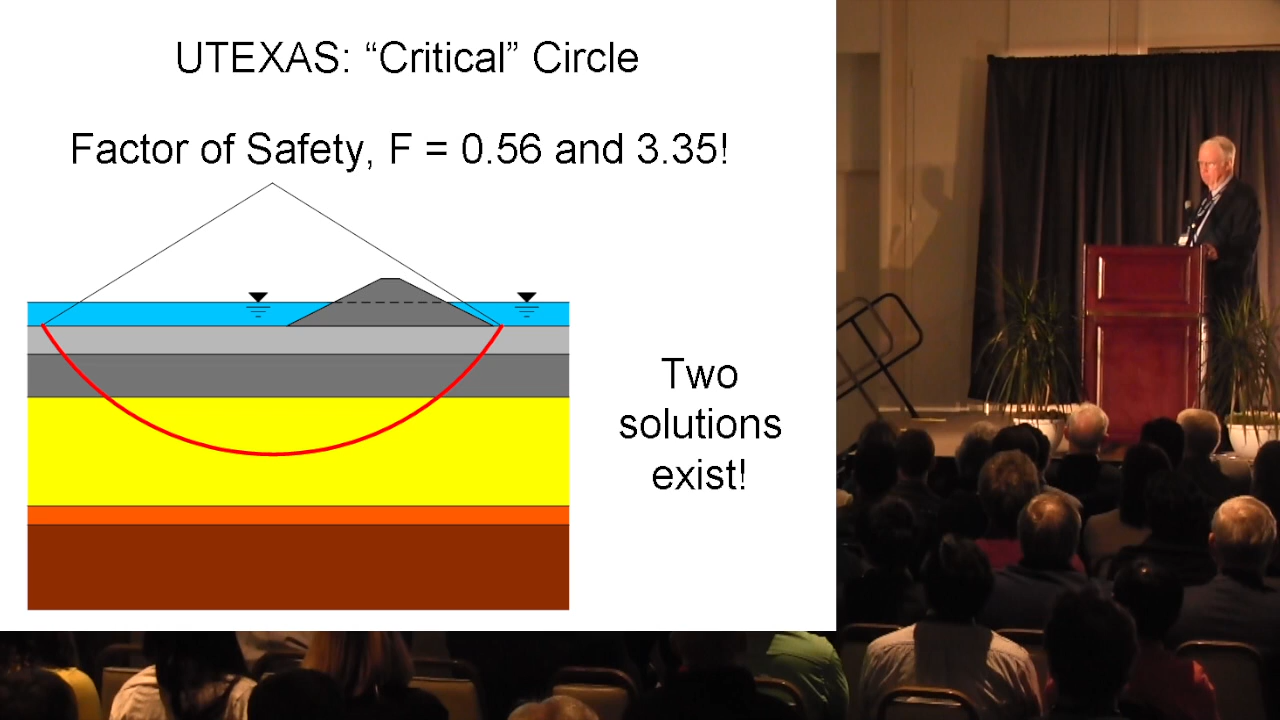 UTEXAS: “Critical” Circle
Factor of Safety, F = 0.56 and 3.35!
Two
solutions
exist!